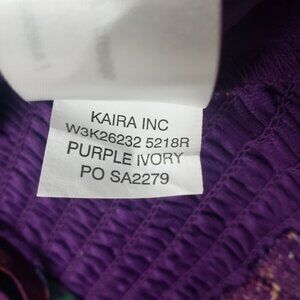 KAIRA INC
W3K26232 5218R
PURPLE IVORY
PO SA2279